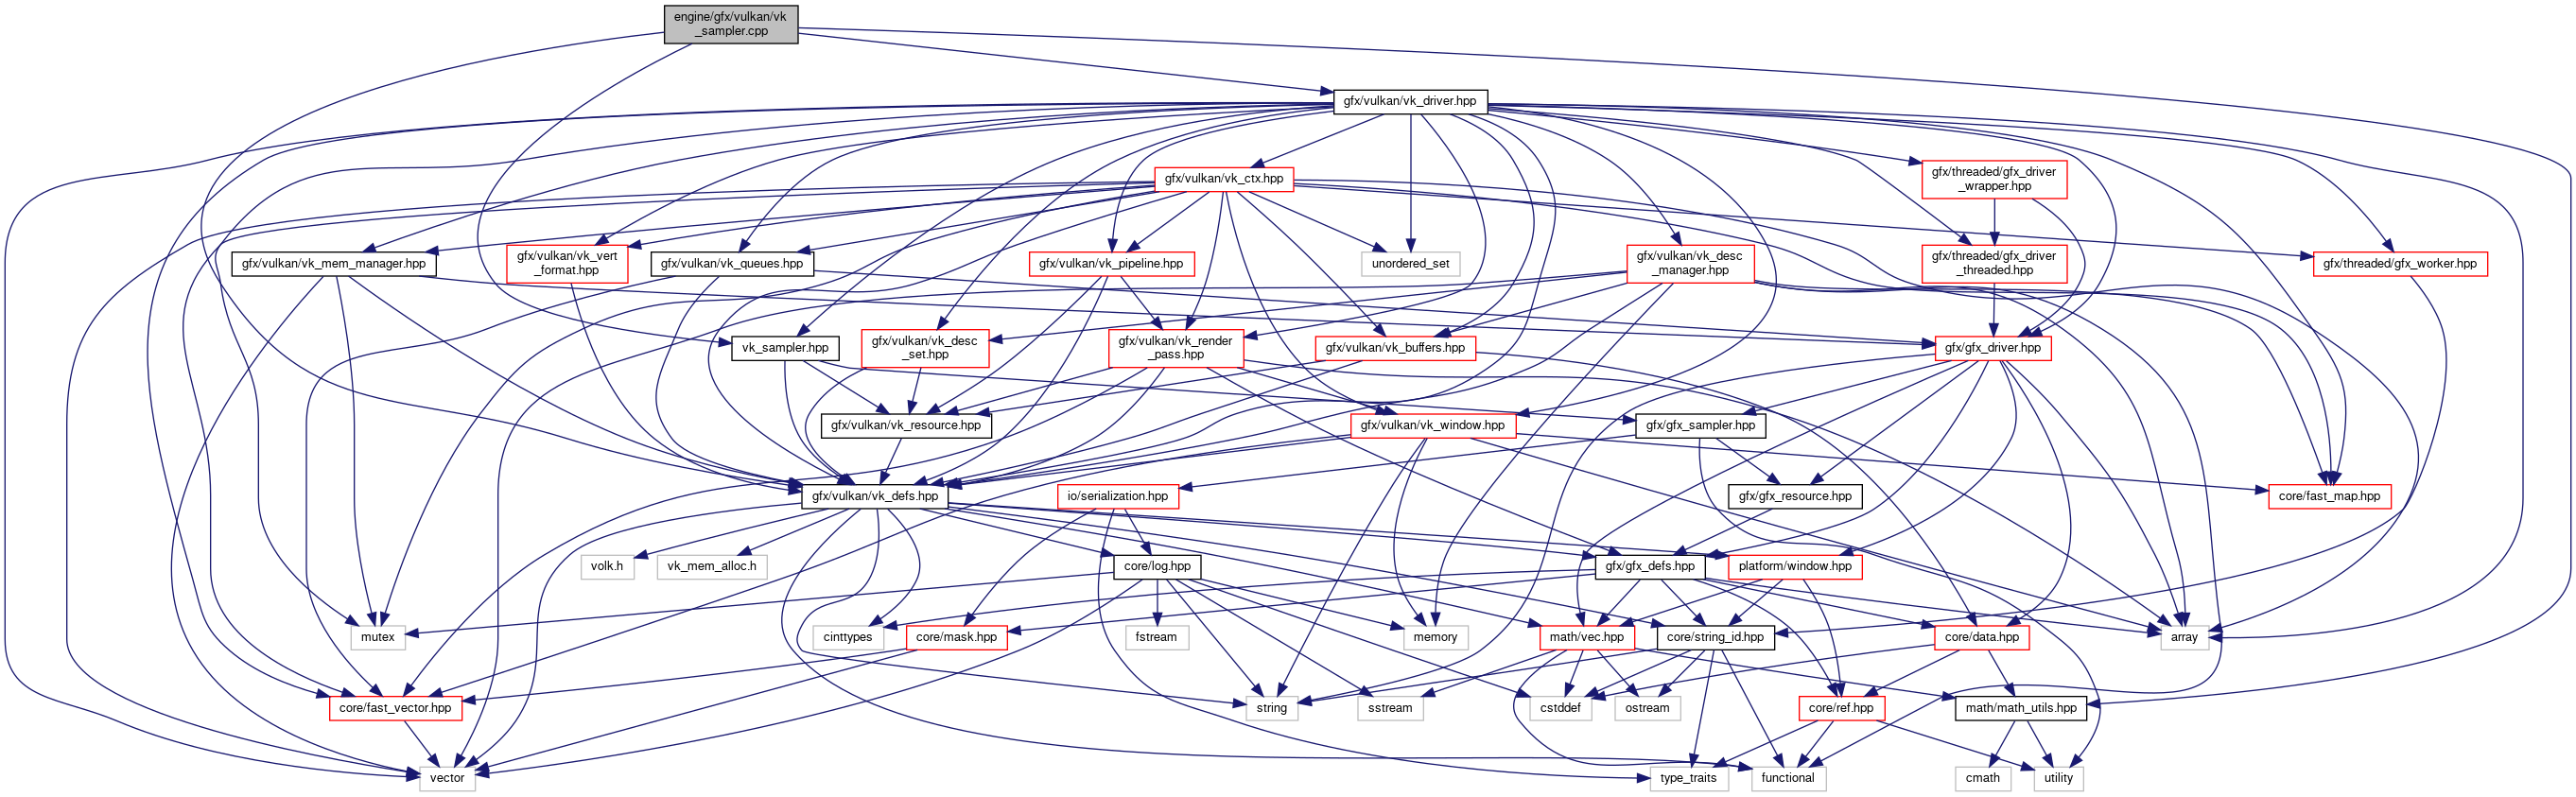 engine/gfx/vulkan/vk
_sampler.cpp
gfx/vulkan/vk_driver.hpp
gfx/vulkan/vk_ctx.hpp
gfx/threaded/gfx_driver
_wrapper.hpp
gfx/vulkan/vk_mem_manager.hpp
gfx/vulkan/vk_vert
_format.hpp
gfx/vulkan/vk_queues.hpp
gfx/vulkan/vk_pipeline.hpp
unordered_set
gfx/vulkan/vk_desc
_manager.hpp
gfx/threaded/gfx_driver
_threaded.hpp
gfx/threaded/gfx_worker.hpp
vk_sampler.hpp
gfx/vulkan/vk_desc
_set.hpp
gfx/vulkan/vk_render
_pass.hpp
gfx/vulkan/vk_buffers.hpp
gfx/gfx_driver.hpp
gfx/vulkan/vk_resource.hpp
gfx/vulkan/vk_window.hpp
gfx/gfx_sampler.hpp
gfx/vulkan/vk_defs.hpp
io/serialization.hpp
gfx/gfx_resource.hpp
core/fast_map.hpp
volk.h
vk_mem_alloc.h
core/log.hpp
gfx/gfx_defs.hpp
platform/window.hpp
mutex
cinttypes
core/mask.hpp
fstream
memory
math/vec.hpp
core/string_id.hpp
core/data.hpp
array
core/fast_vector.hpp
string
sstream
cstddef
ostream
core/ref.hpp
math/math_utils.hpp
vector
type_traits
functional
cmath
utility